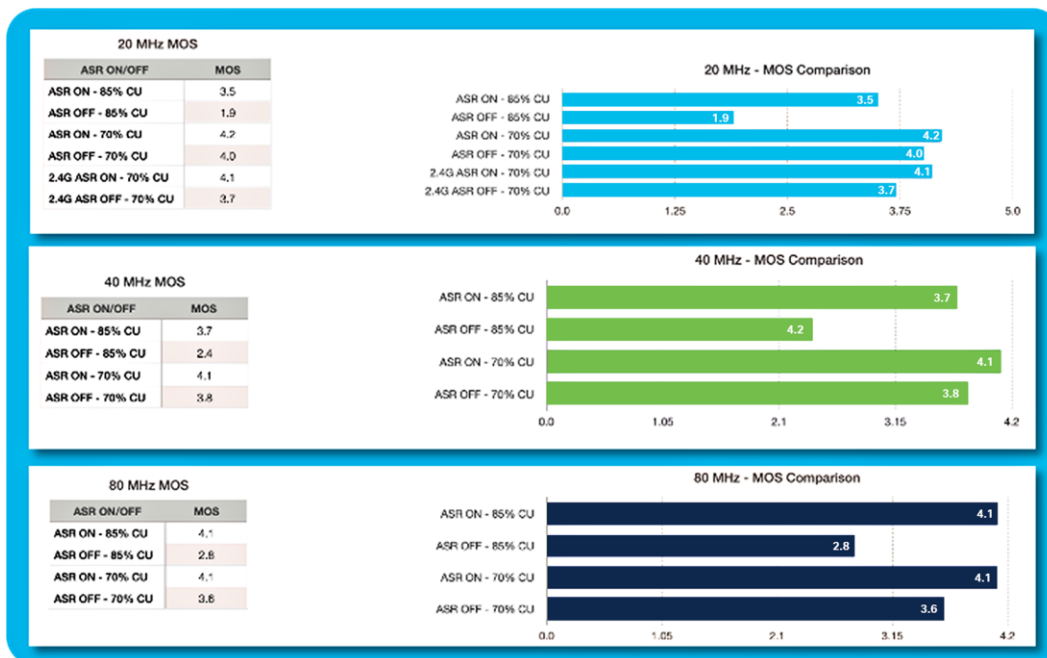 20 MHz MOS
ASR ON/OFF MOS
ASR ON - 85% CU 3.5
ASR OFF - 85% CU 1.9
ASR ON - 70% CU 4.2
ASR OFF - 70% CU 4.0
2.4G ASR ON - 70% CU 4.1
2.4G ASR OFF - 70% CU 3.7
20 MHz - MOS Comparison
ASR ON - 85% CU 3.5
ASR OFF - 85% CU 1.9
ASR ON - 70% CU 4.2
ASR OFF - 70% CU 4.0
2.4G ASR ON - 70% CU 4.1
2.4G ASR OFF - 70% CU 3.7
0.0 1.25 2.5 3.75 5.0
40 MHz MOS
ASR ON/OFF MOS
ASR ON - 85% CU 3.7
ASR OFF - 85% CU 2.4
ASR ON - 70% CU 4.1
ASR OFF - 70% CU 3.8
40 MHz - MOS Comparison
ASR ON - 85% CU 3.7
ASR OFF - 85% CU 4.2
ASR ON - 70% CU 4.1
ASR OFF - 70% CU 3.8
0.0 1.05 2.1 3.15 4.2
80 MHz MOS
ASR ON/OFF MOS
ASR ON - 85% CU 4.1
ASR OFF - 85% CU 2.8
ASR ON - 70% CU 4.1
ASR OFF - 70% CU 3.6
80 MHz - MOS Comparison
ASR ON - 85% CU 4.1
ASR OFF - 85% CU 2.8
ASR ON - 70% CU 4.1
ASR OFF - 70% CU 3.6
0.0 1.05 2.1 3.15 4.2